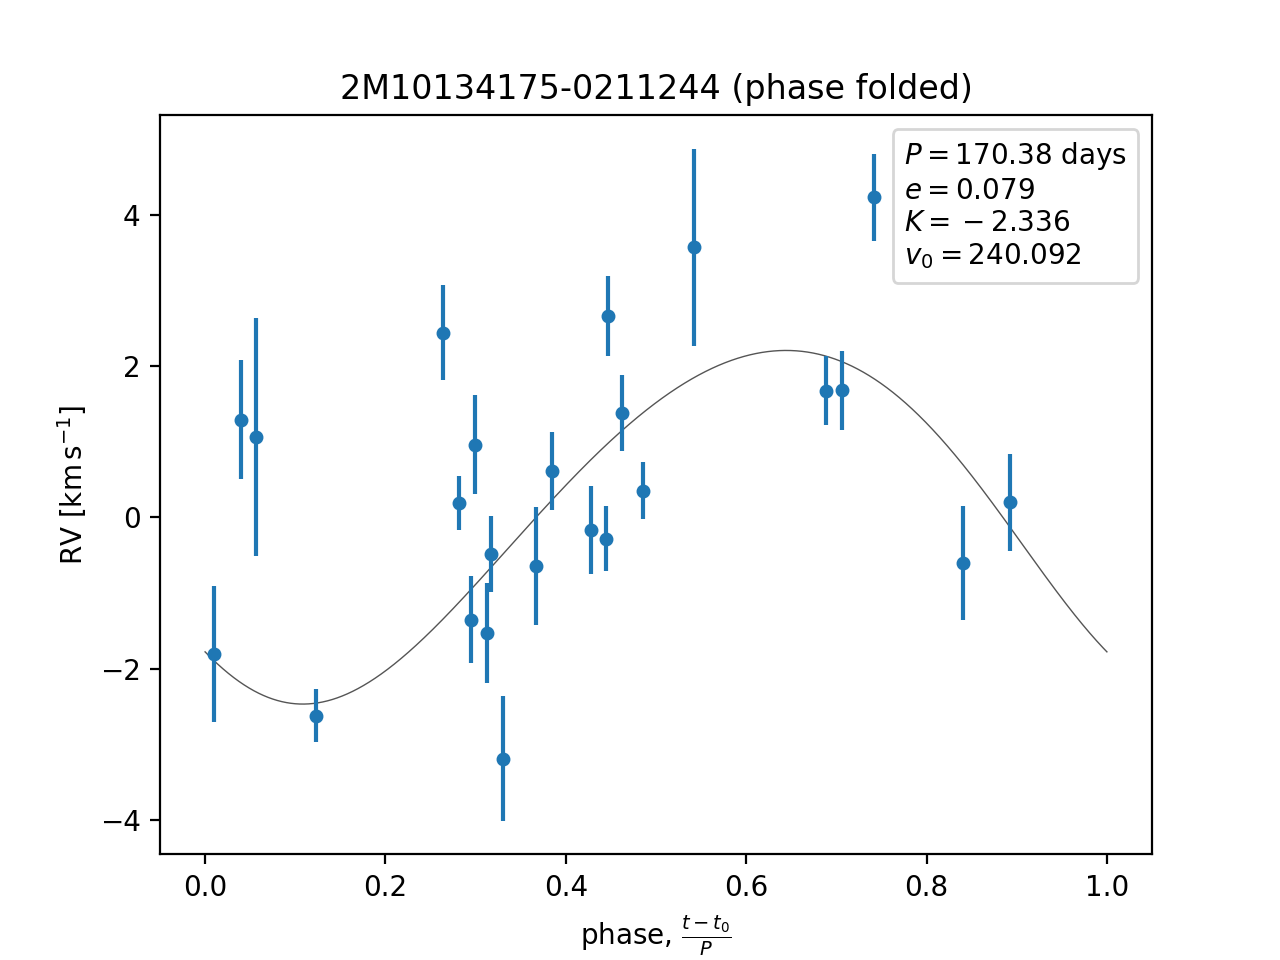 2M10134175-0211244 (phase folded)
P = 170.38 days
e = 0.079
K = −2.336
v₀ = 240.092
RV [km s⁻¹]
4
2
0
−2
−4
0.0 0.2 0.4 0.6 0.8 1.0
phase, (t − t₀)/P